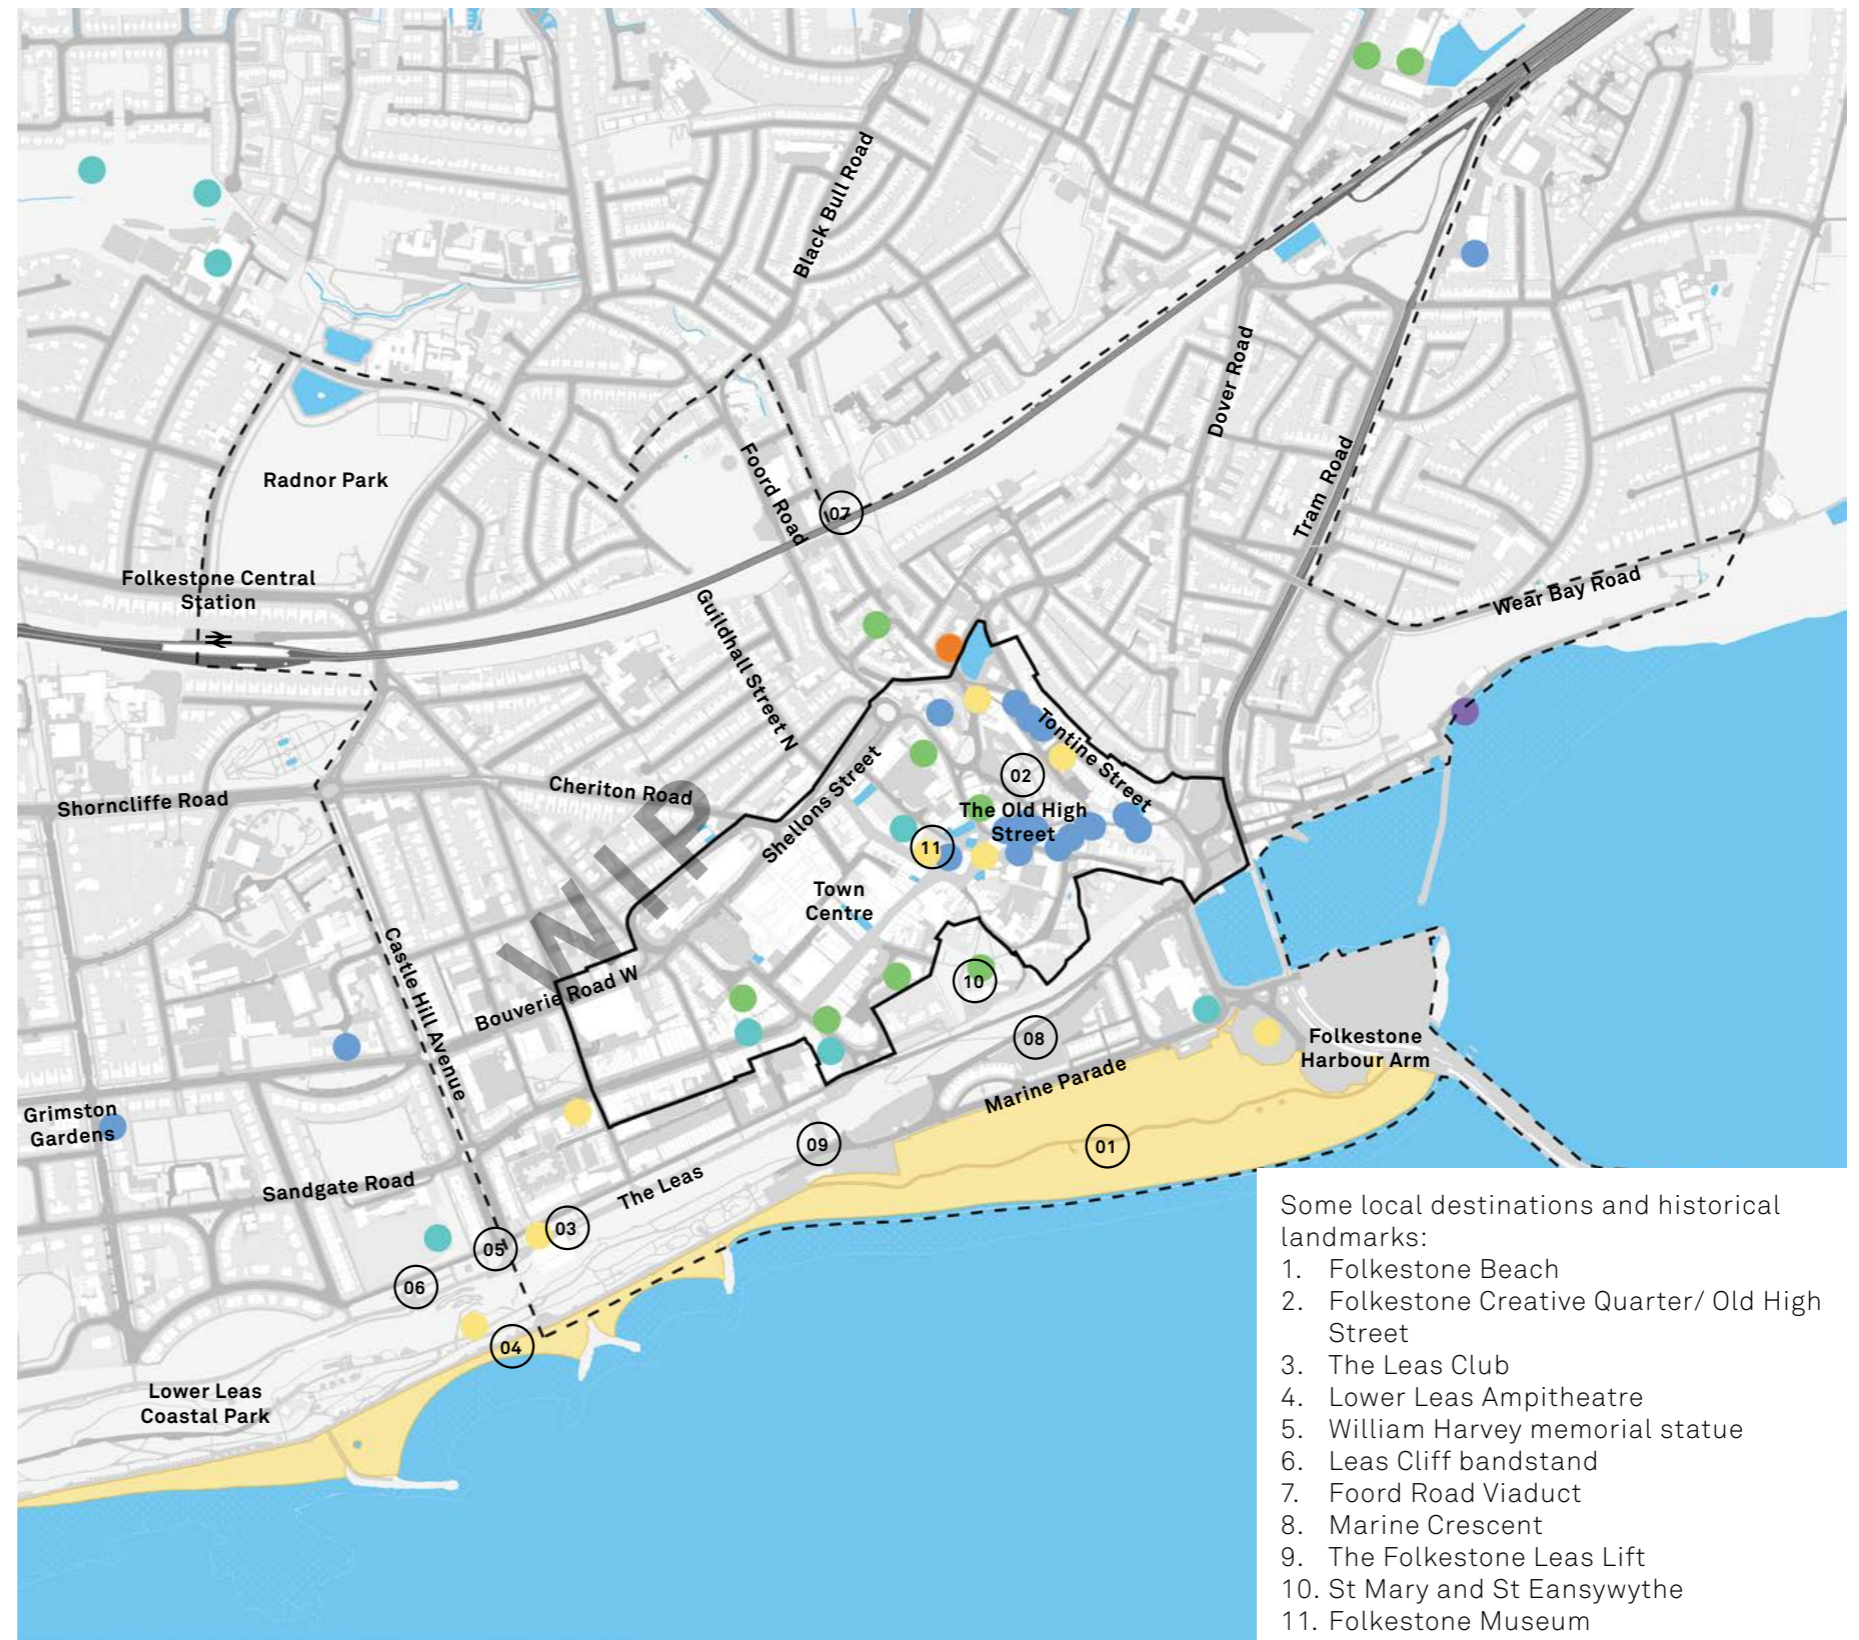 Black Bull Road
Dover Road
Foord Road
Tram Road
Radnor Park
07
Folkestone Central
Station
Wear Bay Road
Guildhall Street N
Tontine Street
02
Cheriton Road
Shorncliffe Road
Shellons Street
The Old High
Street
11
WIP
Town
Centre
Castle Hill Avenue
Bouverie Road W
10
08
Folkestone
Harbour Arm
Marine Parade
Grimston
Gardens
09
01
Sandgate Road
The Leas
03
05
06
04
Lower Leas
Coastal Park
Some local destinations and historical
landmarks:
1. Folkestone Beach
2. Folkestone Creative Quarter/ Old High
Street
3. The Leas Club
4. Lower Leas Ampitheatre
5. William Harvey memorial statue
6. Leas Cliff bandstand
7. Foord Road Viaduct
8. Marine Crescent
9. The Folkestone Leas Lift
10. St Mary and St Eansywythe
11. Folkestone Museum